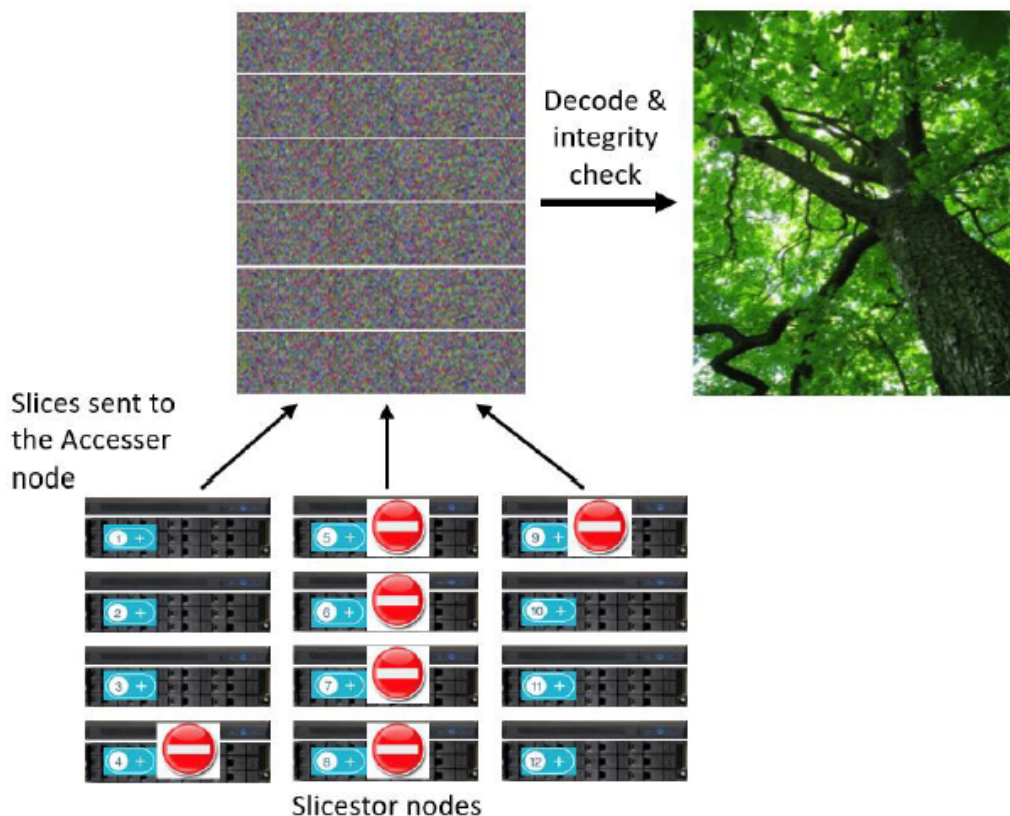 Decode &
integrity
check
Slices sent to
the Accesser
node
1 +
5
9
2 +
6 +
10 +
3 +
7 +
11 +
4 +
8 +
12 +
Slicestor nodes